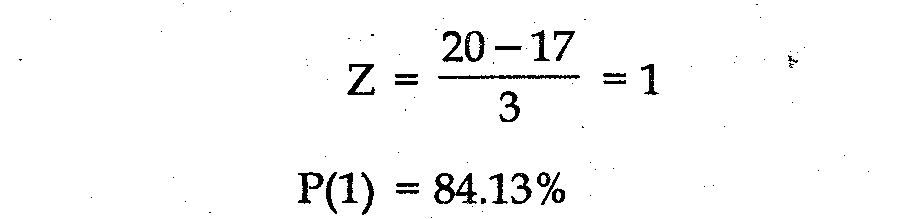 Z = (20 – 17) / 3 = 1
P(1) = 84.13%